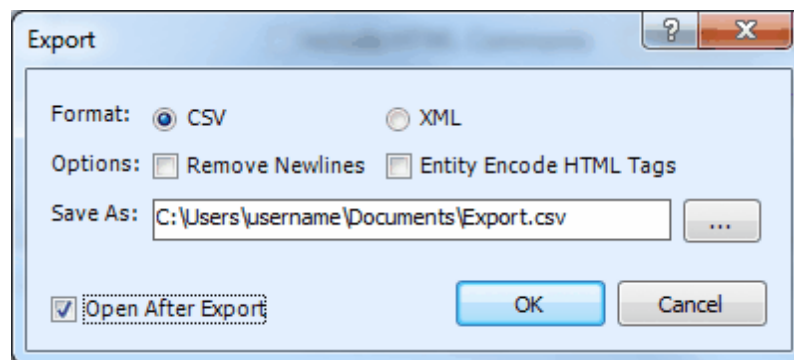 Export
?
Format: CSV XML
Options: Remove Newlines Entity Encode HTML Tags
Save As: C:\Users\username\Documents\Export.csv ...
Open After Export OK Cancel